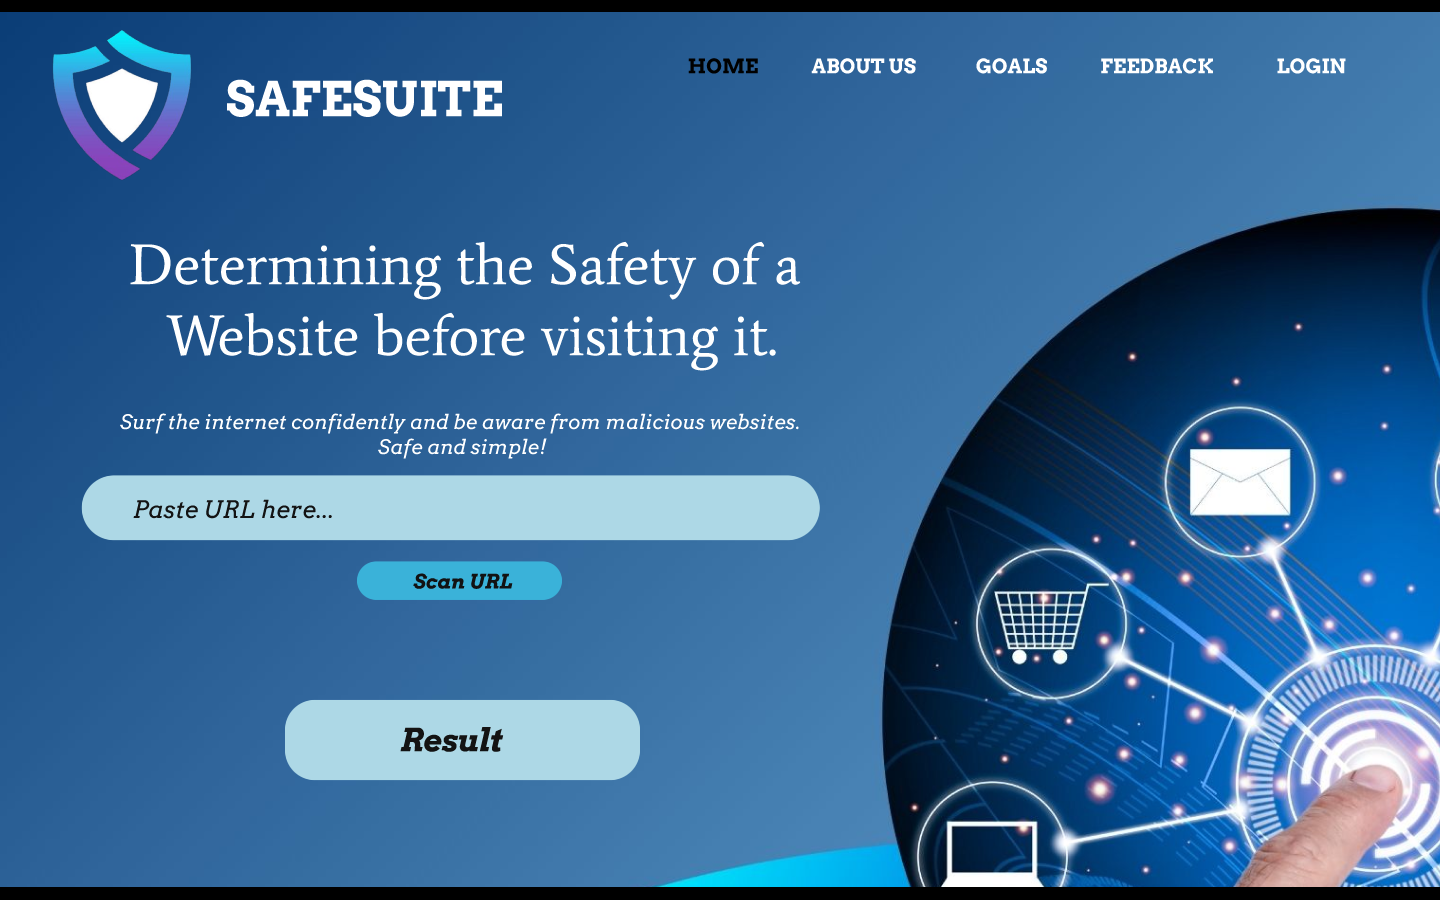 SAFESUITE
HOME ABOUT US GOALS FEEDBACK LOGIN
Determining the Safety of a
Website before visiting it.
Surf the internet confidently and be aware from malicious websites.
Safe and simple!
Paste URL here...
Scan URL
Result